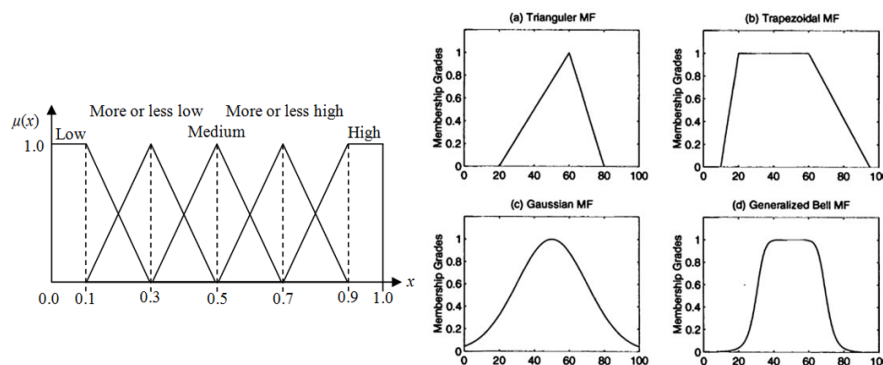 More or less low More or less high
μ(x)
Low Medium High
1.0
0.0 0.1 0.3 0.5 0.7 0.9 1.0 x
(a) Trianguler MF
Membership Grades
1
0.8
0.6
0.4
0.2
0
0 20 40 60 80 100
(b) Trapezoidal MF
Membership Grades
1
0.8
0.6
0.4
0.2
0
0 20 40 60 80 100
(c) Gaussian MF
Membership Grades
1
0.8
0.6
0.4
0.2
0
0 20 40 60 80 100
(d) Generalized Bell MF
Membership Grades
1
0.8
0.6
0.4
0.2
0
0 20 40 60 80 100